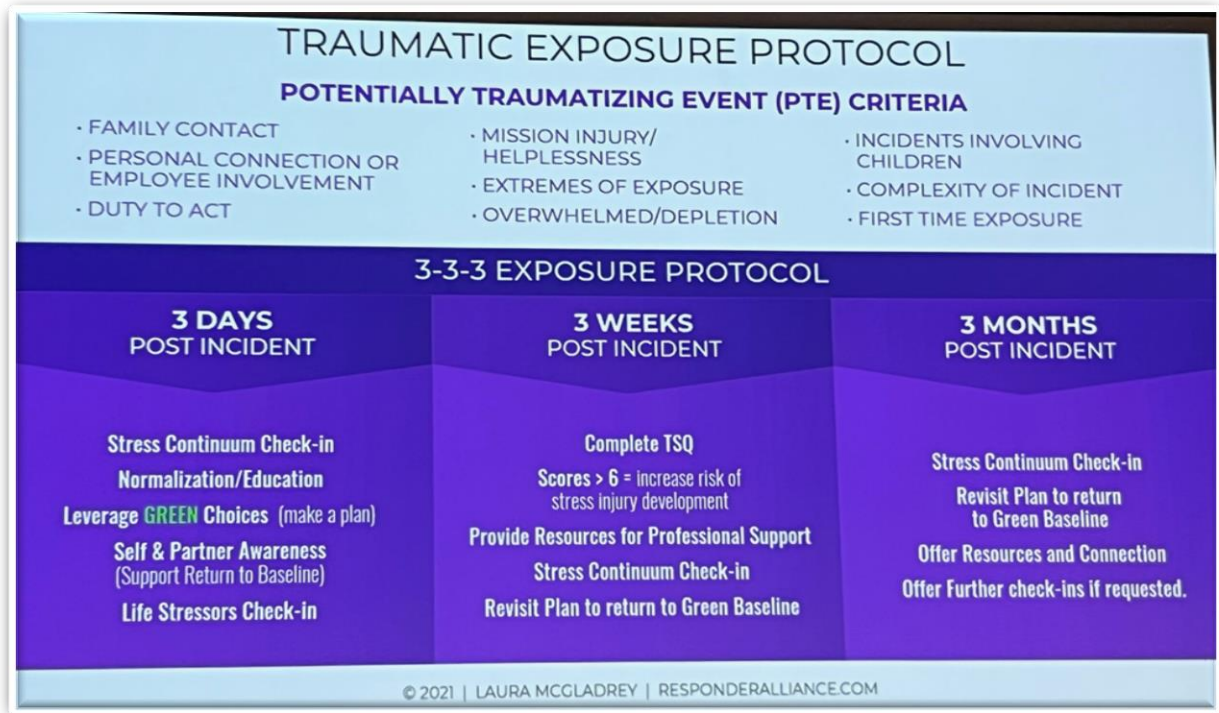 TRAUMATIC EXPOSURE PROTOCOL
POTENTIALLY TRAUMATIZING EVENT (PTE) CRITERIA
· FAMILY CONTACT
· PERSONAL CONNECTION OR
EMPLOYEE INVOLVEMENT
· DUTY TO ACT
· MISSION INJURY/
HELPLESSNESS
· EXTREMES OF EXPOSURE
· OVERWHELMED/DEPLETION
· INCIDENTS INVOLVING
CHILDREN
· COMPLEXITY OF INCIDENT
· FIRST TIME EXPOSURE
3-3-3 EXPOSURE PROTOCOL
3 DAYS
POST INCIDENT
Stress Continuum Check-in
Normalization/Education
Leverage GREEN Choices (make a plan)
Self & Partner Awareness
(Support Return to Baseline)
Life Stressors Check-in
3 WEEKS
POST INCIDENT
Complete TSQ
Scores > 6 = increase risk of
stress injury development
Provide Resources for Professional Support
Stress Continuum Check-in
Revisit Plan to return to Green Baseline
3 MONTHS
POST INCIDENT
Stress Continuum Check-in
Revisit Plan to return
to Green Baseline
Offer Resources and Connection
Offer Further check-ins if requested.
© 2021 | LAURA MCGLADREY | RESPONDERALLIANCE.COM